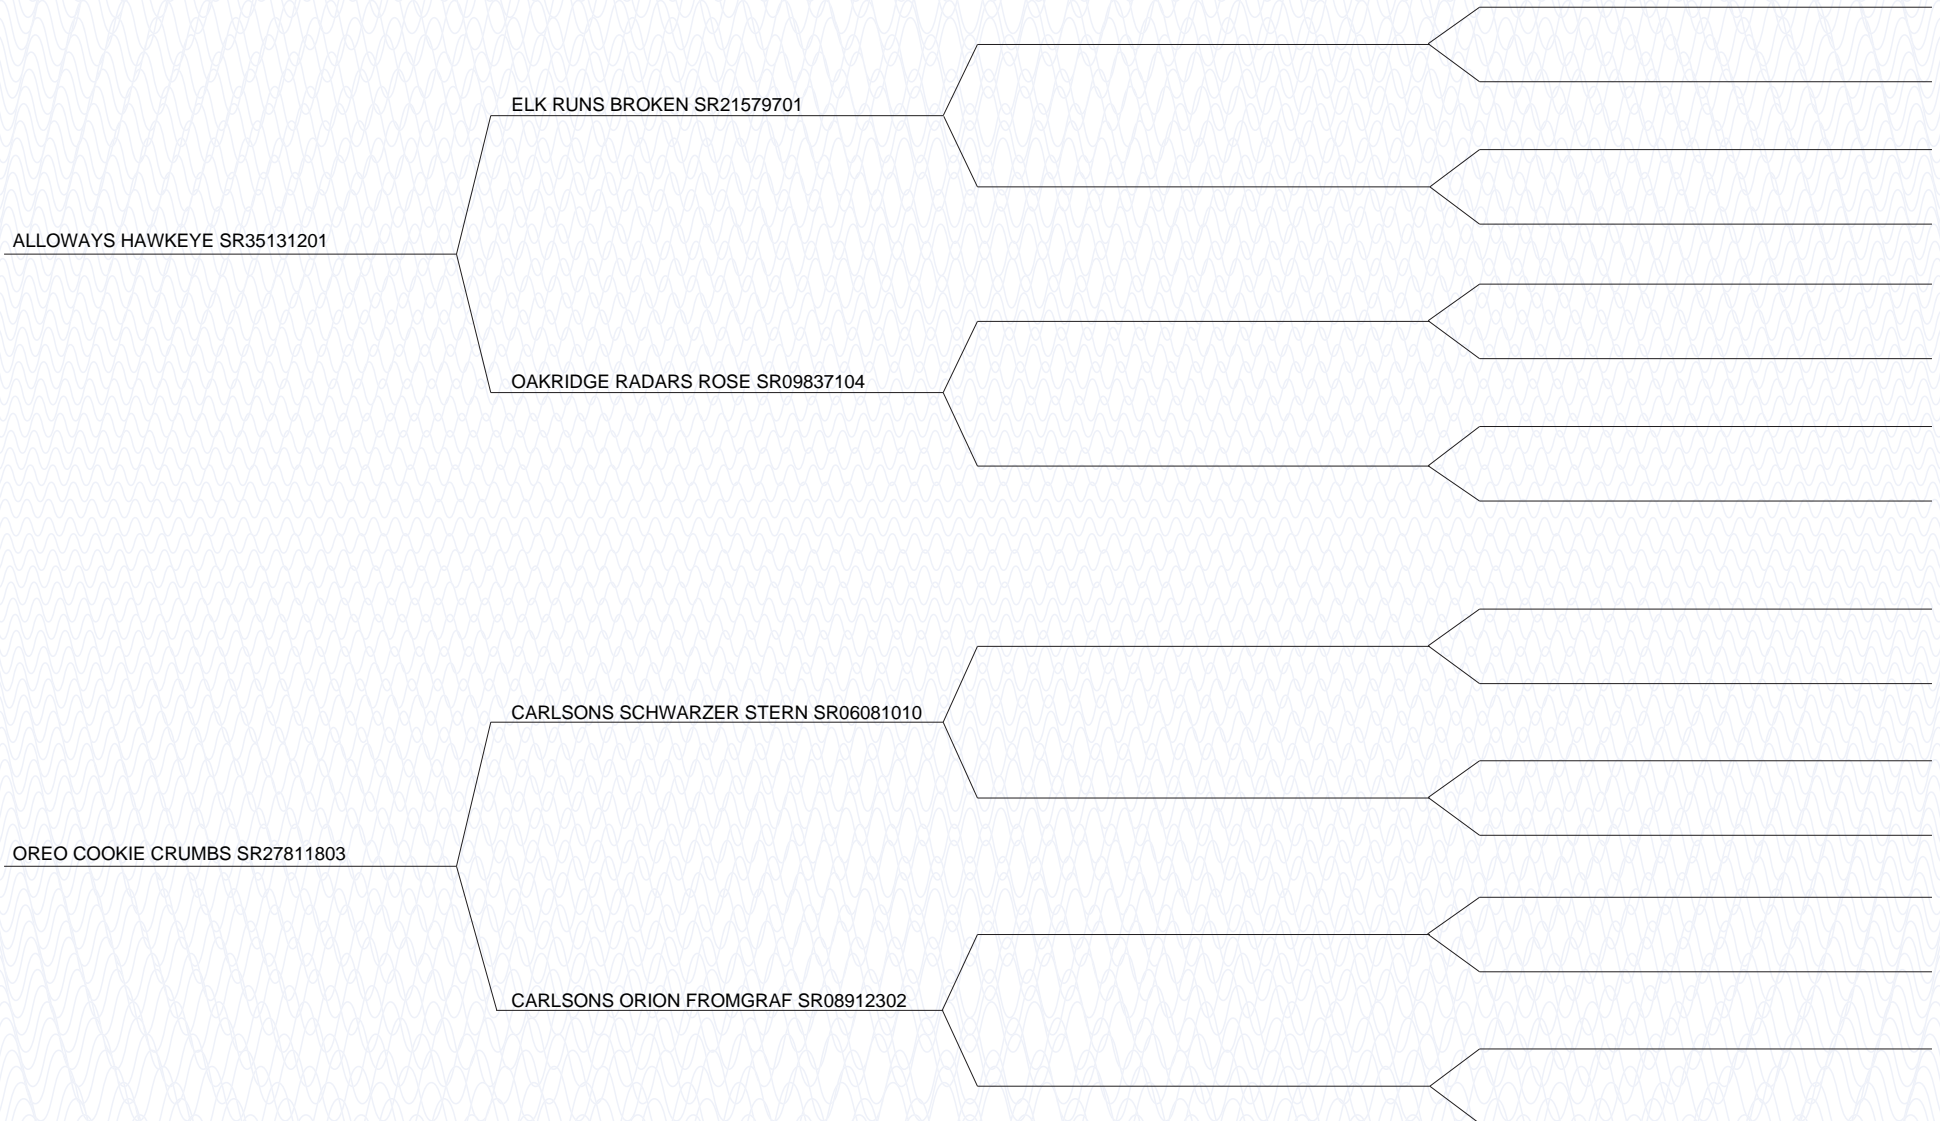 ELK RUNS BROKEN SR21579701
ALLOWAYS HAWKEYE SR35131201
OAKRIDGE RADARS ROSE SR09837104
CARLSONS SCHWARZER STERN SR06081010
OREO COOKIE CRUMBS SR27811803
CARLSONS ORION FROMGRAF SR08912302